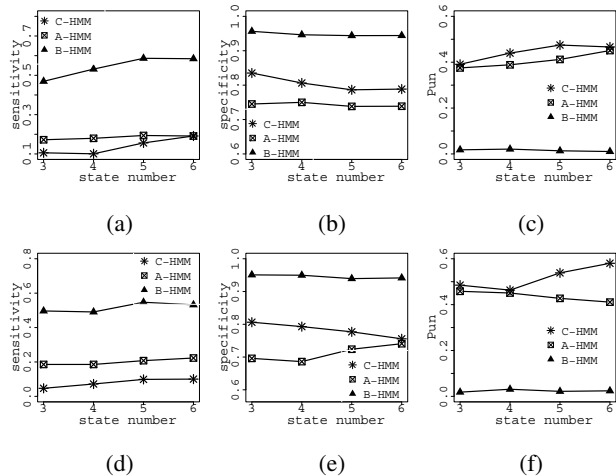 C-HMM
A-HMM
B-HMM
sensitivity
0.1 0.3 0.5 0.7
3 4 5 6
state number
(a)
C-HMM
A-HMM
B-HMM
specificity
0.6 0.7 0.8 0.9 1.0
3 4 5 6
state number
(b)
C-HMM
A-HMM
B-HMM
Pun
0.0 0.2 0.4 0.6
3 4 5 6
state number
(c)
C-HMM
A-HMM
B-HMM
sensitivity
0.0 0.2 0.4 0.6 0.8
3 4 5 6
state number
(d)
C-HMM
A-HMM
B-HMM
specificity
0.6 0.7 0.8 0.9 1.0
3 4 5 6
state number
(e)
C-HMM
A-HMM
B-HMM
Pun
0.0 0.2 0.4 0.6
3 4 5 6
state number
(f)